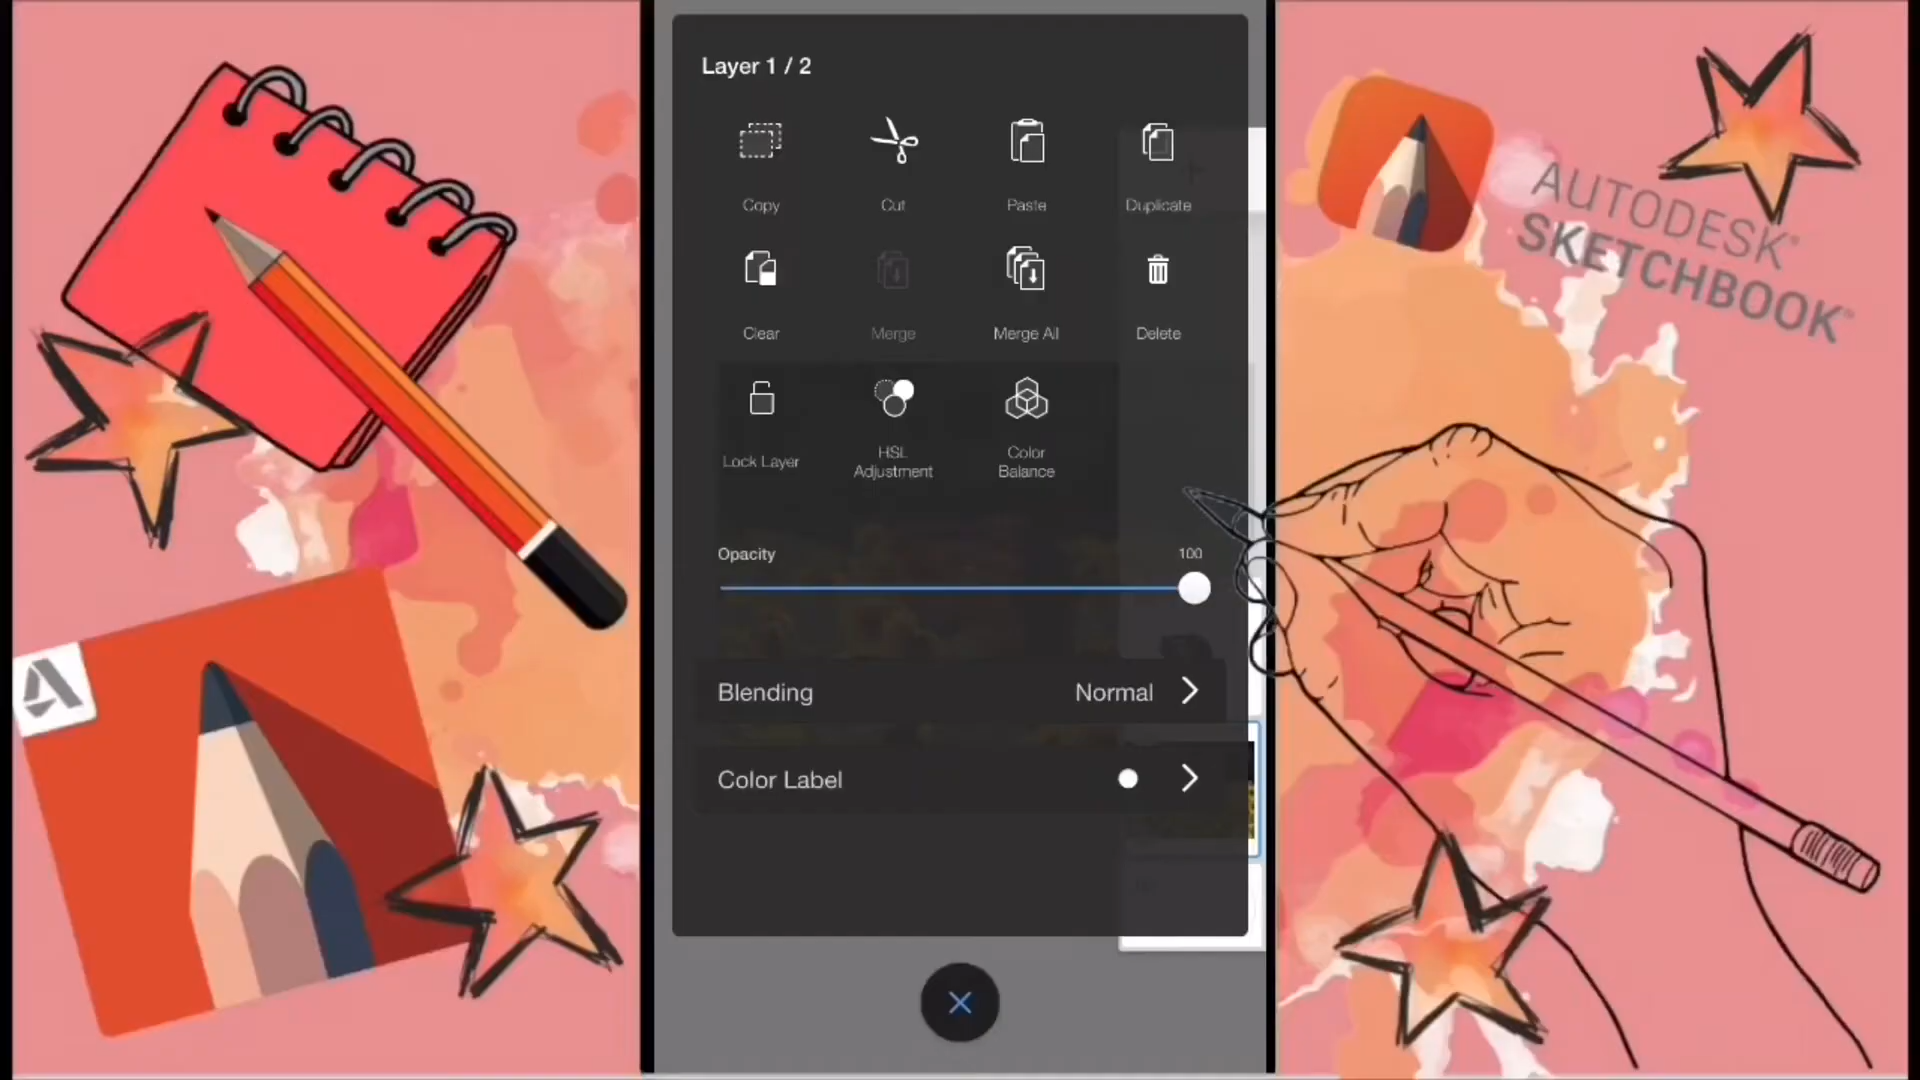 Layer 1 / 2
Copy
Cut
Paste
Duplicate
Clear
Merge
Merge All
Delete
Lock Layer
HSL
Adjustment
Color
Balance
Opacity
100
Blending
Normal
Color Label
AUTODESK®
SKETCHBOOK®